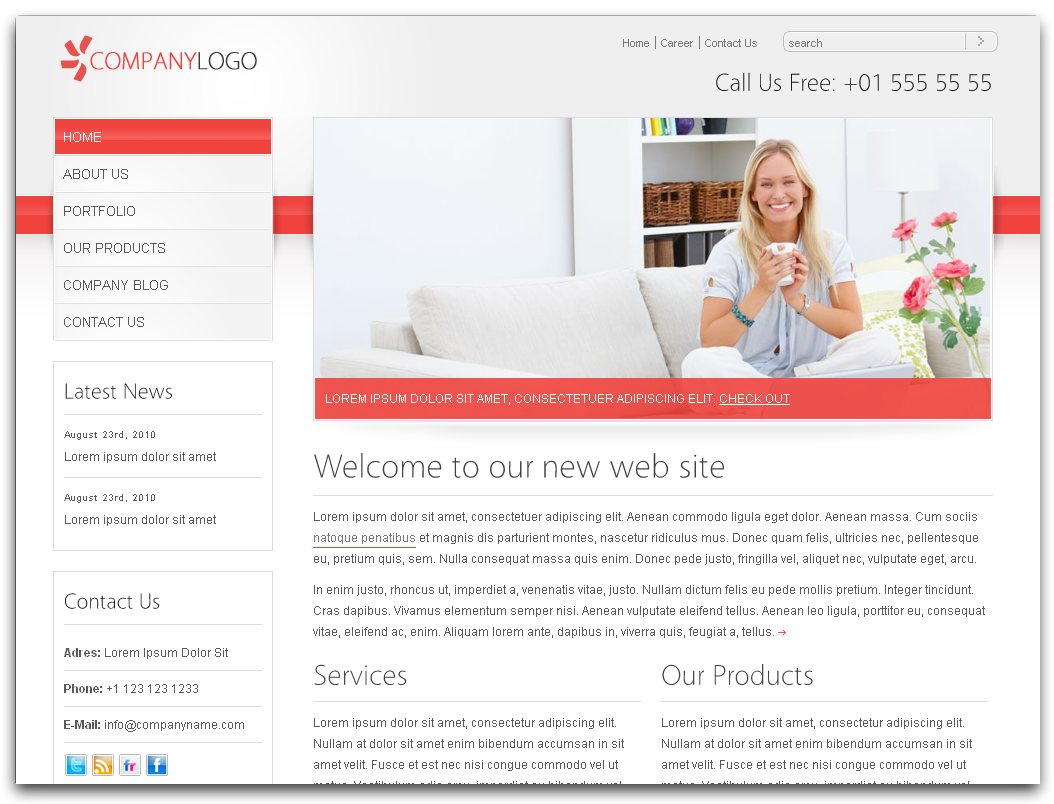 COMPANYLOGO
Home | Career | Contact Us
search
Call Us Free: +01 555 55 55
HOME
ABOUT US
PORTFOLIO
OUR PRODUCTS
COMPANY BLOG
CONTACT US
LOREM IPSUM DOLOR SIT AMET, CONSECTETUER ADIPISCING ELIT. CHECK OUT
Latest News
August 23rd, 2010
Lorem ipsum dolor sit amet
August 23rd, 2010
Lorem ipsum dolor sit amet
Contact Us
Adres: Lorem Ipsum Dolor Sit
Phone: +1 123 123 1233
E-Mail: info@companyname.com
Welcome to our new web site
Lorem ipsum dolor sit amet, consectetuer adipiscing elit. Aenean commodo ligula eget dolor. Aenean massa. Cum sociis
natoque penatibus et magnis dis parturient montes, nascetur ridiculus mus. Donec quam felis, ultricies nec, pellentesque
eu, pretium quis, sem. Nulla consequat massa quis enim. Donec pede justo, fringilla vel, aliquet nec, vulputate eget, arcu.
In enim justo, rhoncus ut, imperdiet a, venenatis vitae, justo. Nullam dictum felis eu pede mollis pretium. Integer tincidunt.
Cras dapibus. Vivamus elementum semper nisi. Aenean vulputate eleifend tellus. Aenean leo ligula, porttitor eu, consequat
vitae, eleifend ac, enim. Aliquam lorem ante, dapibus in, viverra quis, feugiat a, tellus. →
Services
Lorem ipsum dolor sit amet, consectetur adipiscing elit.
Nullam at dolor sit amet enim bibendum accumsan in sit
amet velit. Fusce et est nec nisi congue commodo vel ut
Our Products
Lorem ipsum dolor sit amet, consectetur adipiscing elit.
Nullam at dolor sit amet enim bibendum accumsan in sit
amet velit. Fusce et est nec nisi congue commodo vel ut